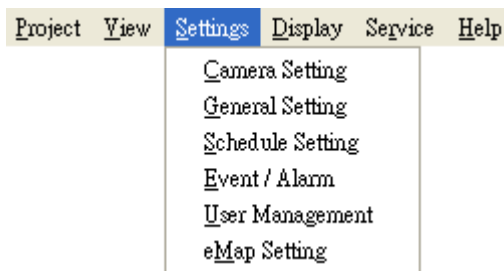 Project View Settings Display Service Help
Camera Setting
General Setting
Schedule Setting
Event / Alarm
User Management
eMap Setting